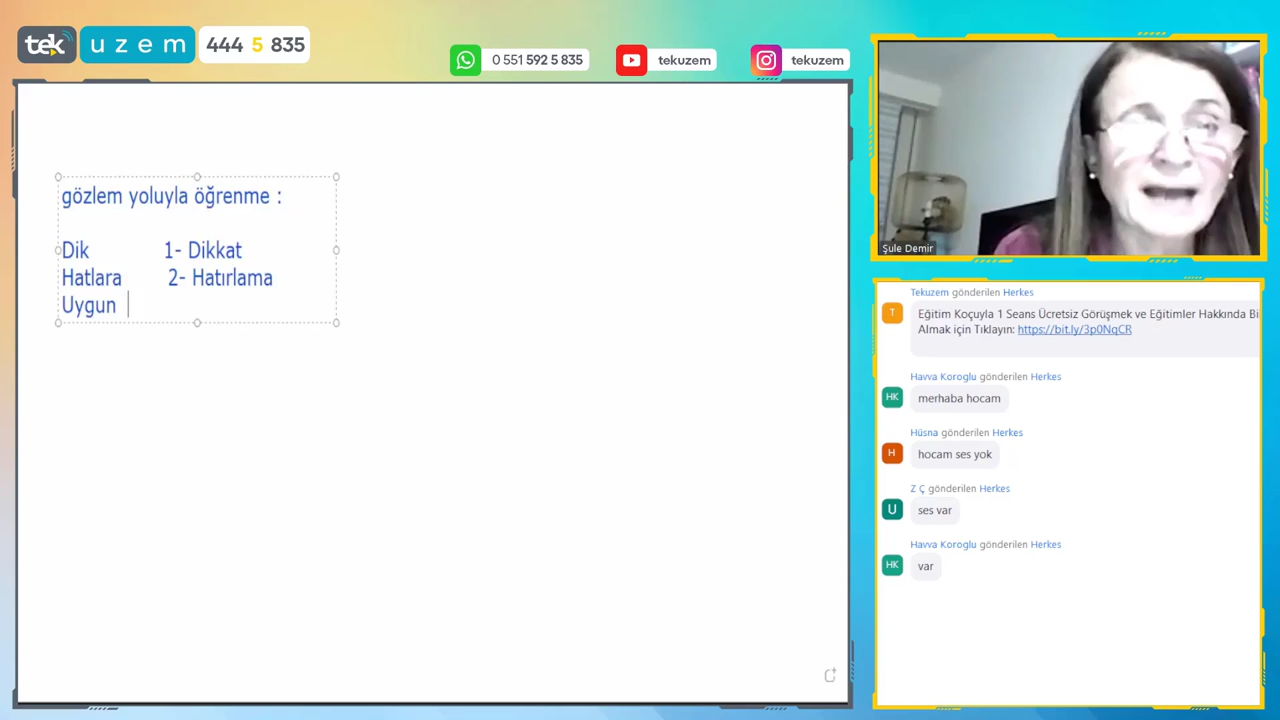 tek uzem 444 5 835
0 551 592 5 835
tekuzem
tekuzem
gözlem yoluyla öğrenme :
Dik 1- Dikkat
Hatlara 2- Hatırlama
Uygun
Şule Demir
Tekuzem gönderilen Herkes
T
Eğitim Koçuyla 1 Seans Ücretsiz Görüşmek ve Eğitimler Hakkında Bi
Almak için Tıklayın: https://bit.ly/3p0NqCR
Havva Koroglu gönderilen Herkes
HK merhaba hocam
Hüsna gönderilen Herkes
H hocam ses yok
Z Ç gönderilen Herkes
U ses var
Havva Koroglu gönderilen Herkes
HK var